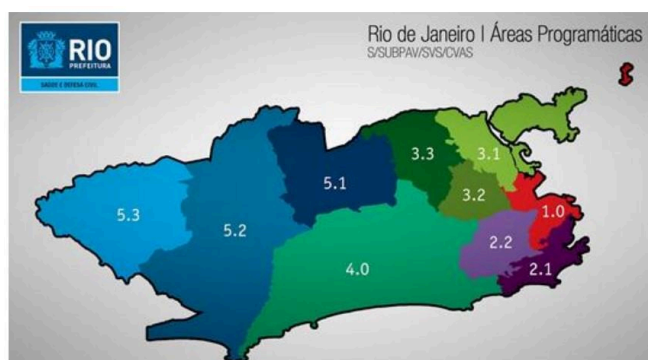 RIO
PREFEITURA
SAÚDE E DEFESA CIVIL
Rio de Janeiro | Áreas Programáticas
S/SUBPAV/SVS/CVAS
3.3
3.1
5.1
3.2
5.3
1.0
5.2
2.2
4.0
2.1